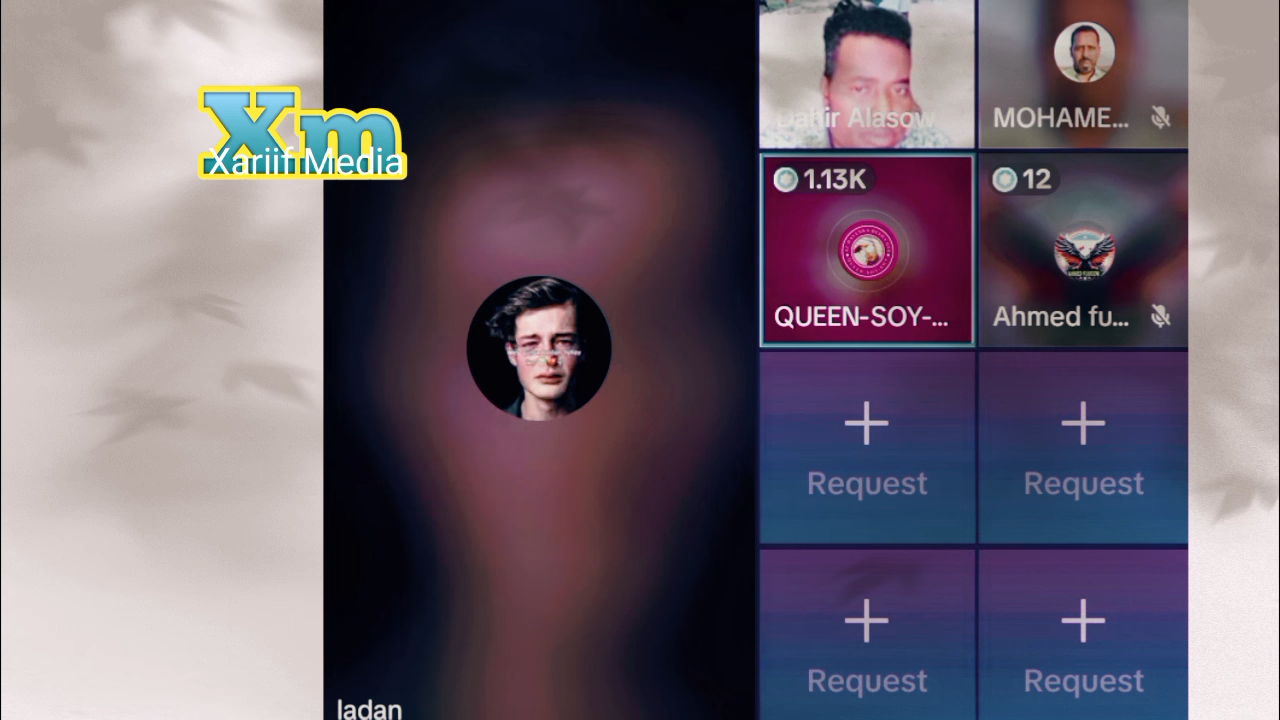 Xm
Xariif Media
Dahir Alasow
MOHAME...
1.13K
12
QUEEN-SOY-...
Ahmed fu...
Request
Request
Request
Request
ladan